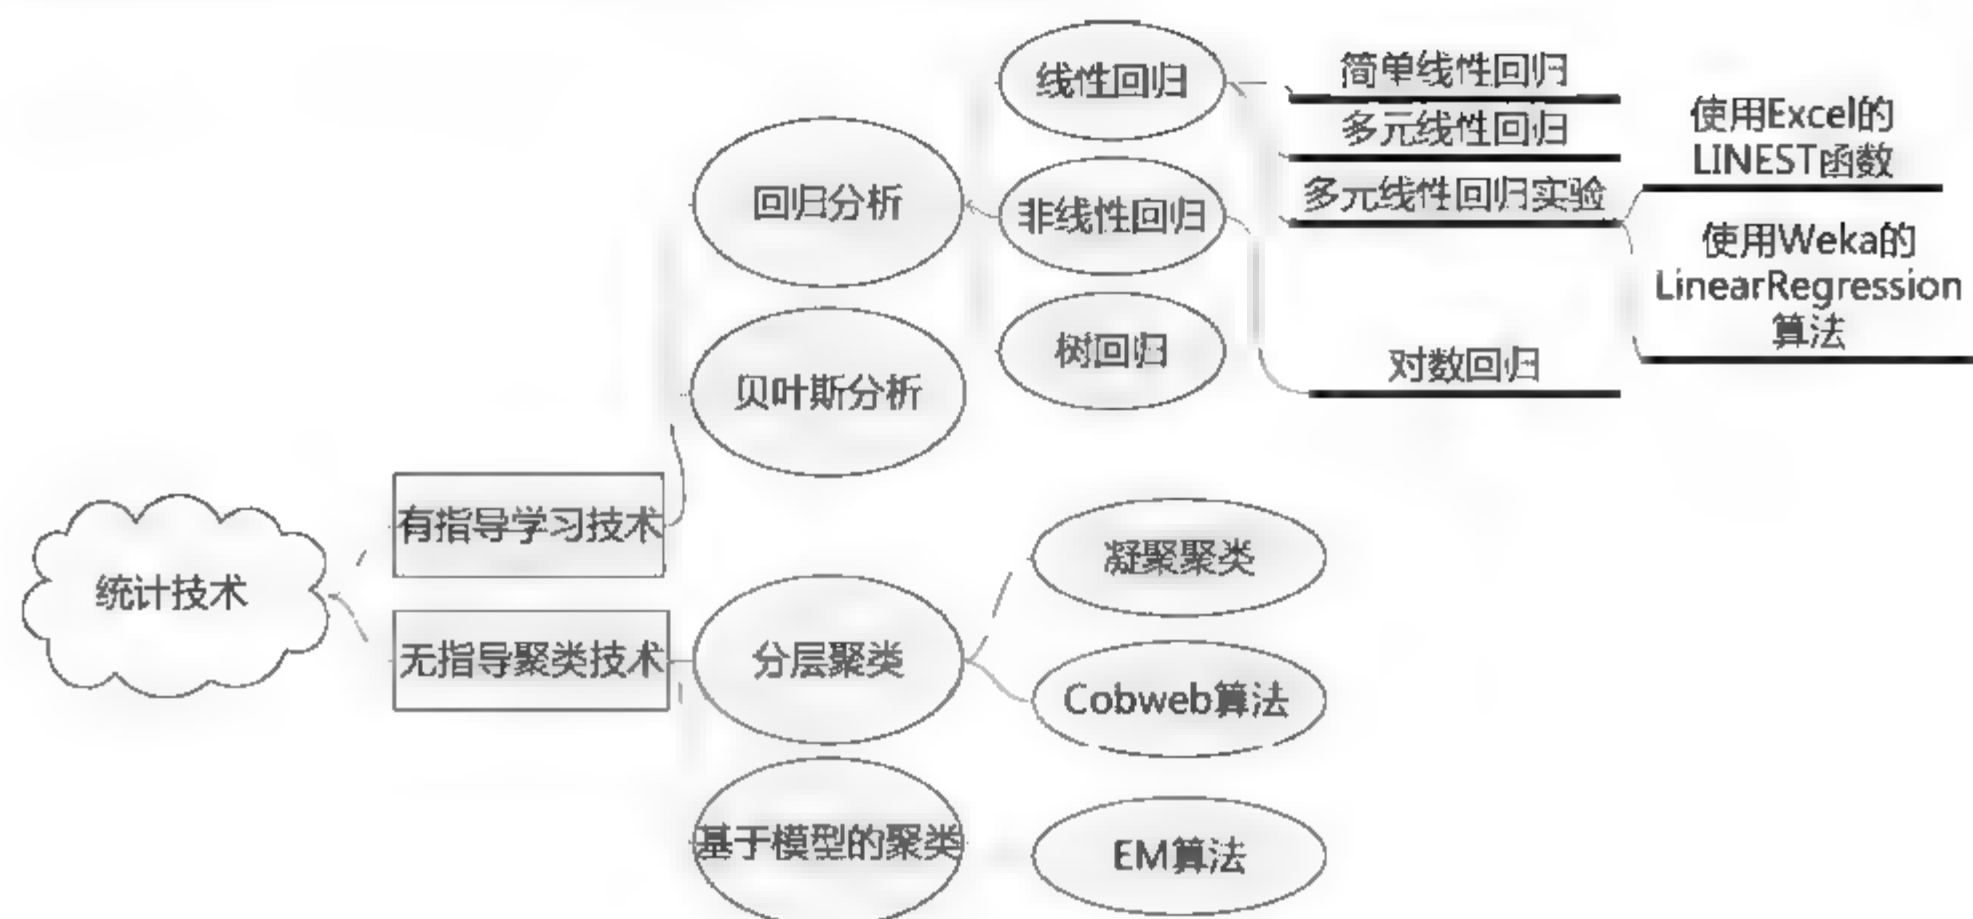 线性回归
简单线性回归
多元线性回归
多元线性回归实验
使用Excel的
LINEST函数
使用Weka的
LinearRegression
算法
回归分析
非线性回归
树回归
对数回归
贝叶斯分析
有指导学习技术
统计技术
无指导聚类技术
分层聚类
凝聚聚类
Cobweb算法
基于模型的聚类
EM算法